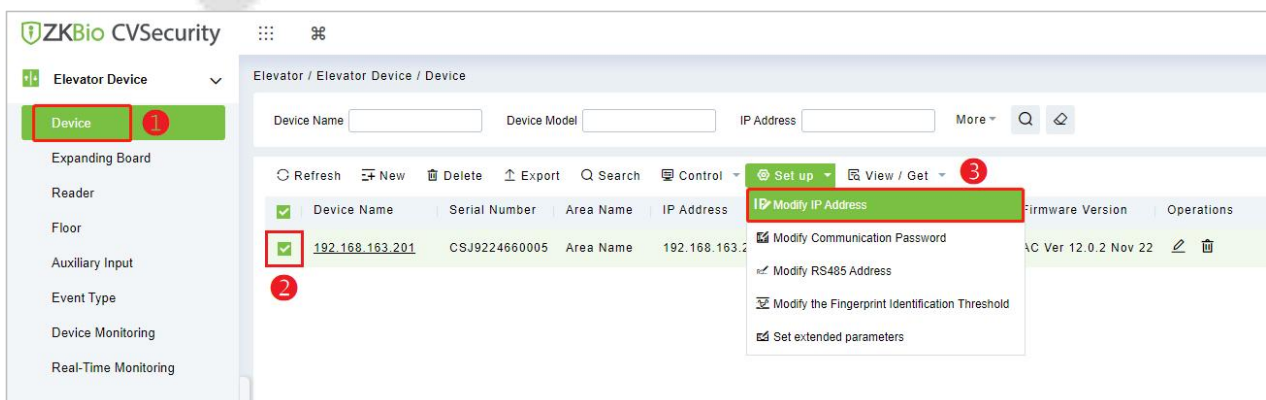 ZKBio CVSecurity
Elevator Device
Elevator / Elevator Device / Device
Device 1
Device Name Device Model IP Address More
Expanding Board
Reader
Floor
Auxiliary Input
Event Type
Device Monitoring
Real-Time Monitoring
Refresh New Delete Export Search Control Set up View / Get 3
Device Name Serial Number Area Name IP Address Firmware Version Operations
192.168.163.201 CSJ9224660005 Area Name 192.168.163.2 AC Ver 12.0.2 Nov 22
2
Modify IP Address
Modify Communication Password
Modify RS485 Address
Modify the Fingerprint Identification Threshold
Set extended parameters